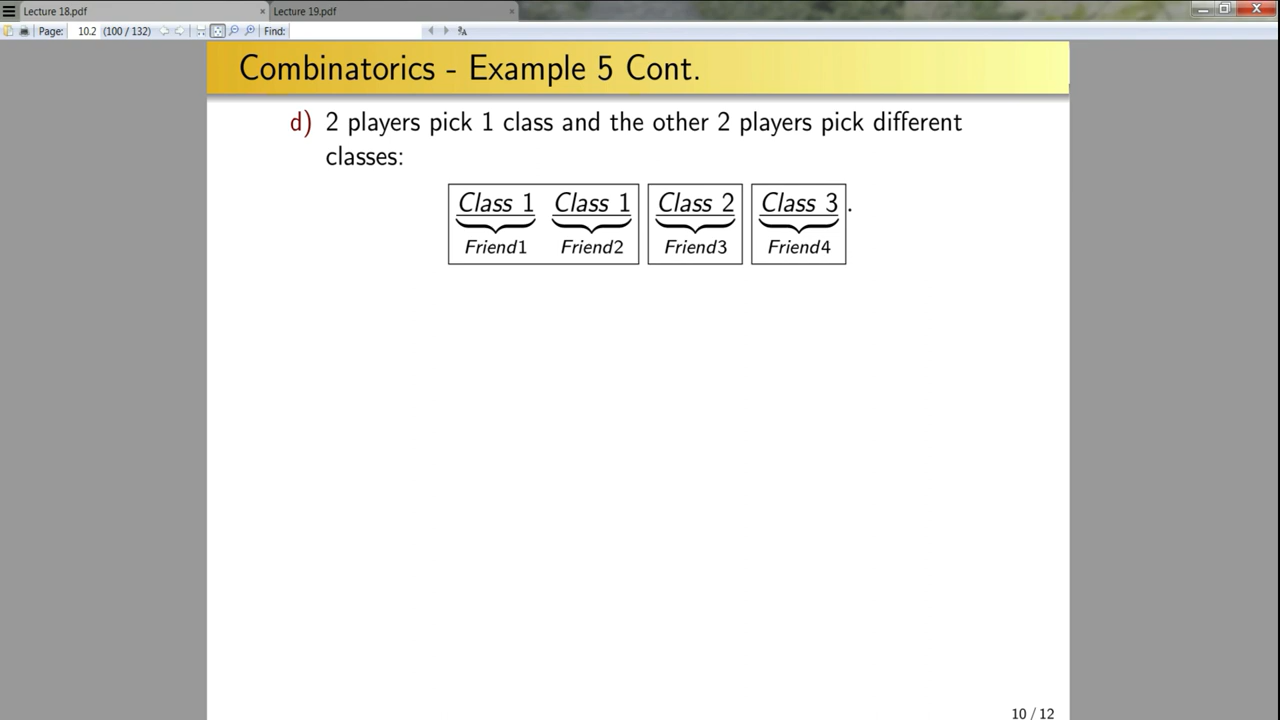 Lecture 18.pdf
Lecture 19.pdf
Page: 10.2 (100 / 132) Find:
Combinatorics - Example 5 Cont.
d) 2 players pick 1 class and the other 2 players pick different
classes:
Class 1 Class 1 Class 2 Class 3 .
Friend1 Friend2 Friend3 Friend4
10 / 12